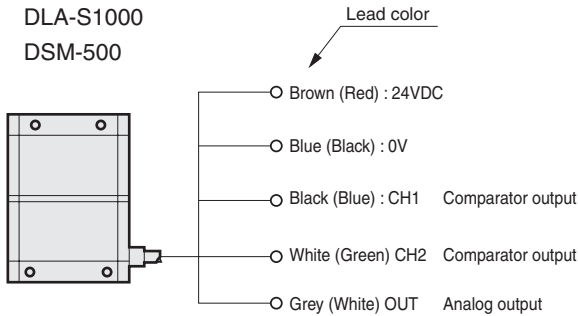 DLA-S1000
DSM-500
Lead color
Brown (Red) : 24VDC
Blue (Black) : 0V
Black (Blue) : CH1 Comparator output
White (Green) CH2 Comparator output
Grey (White) OUT Analog output